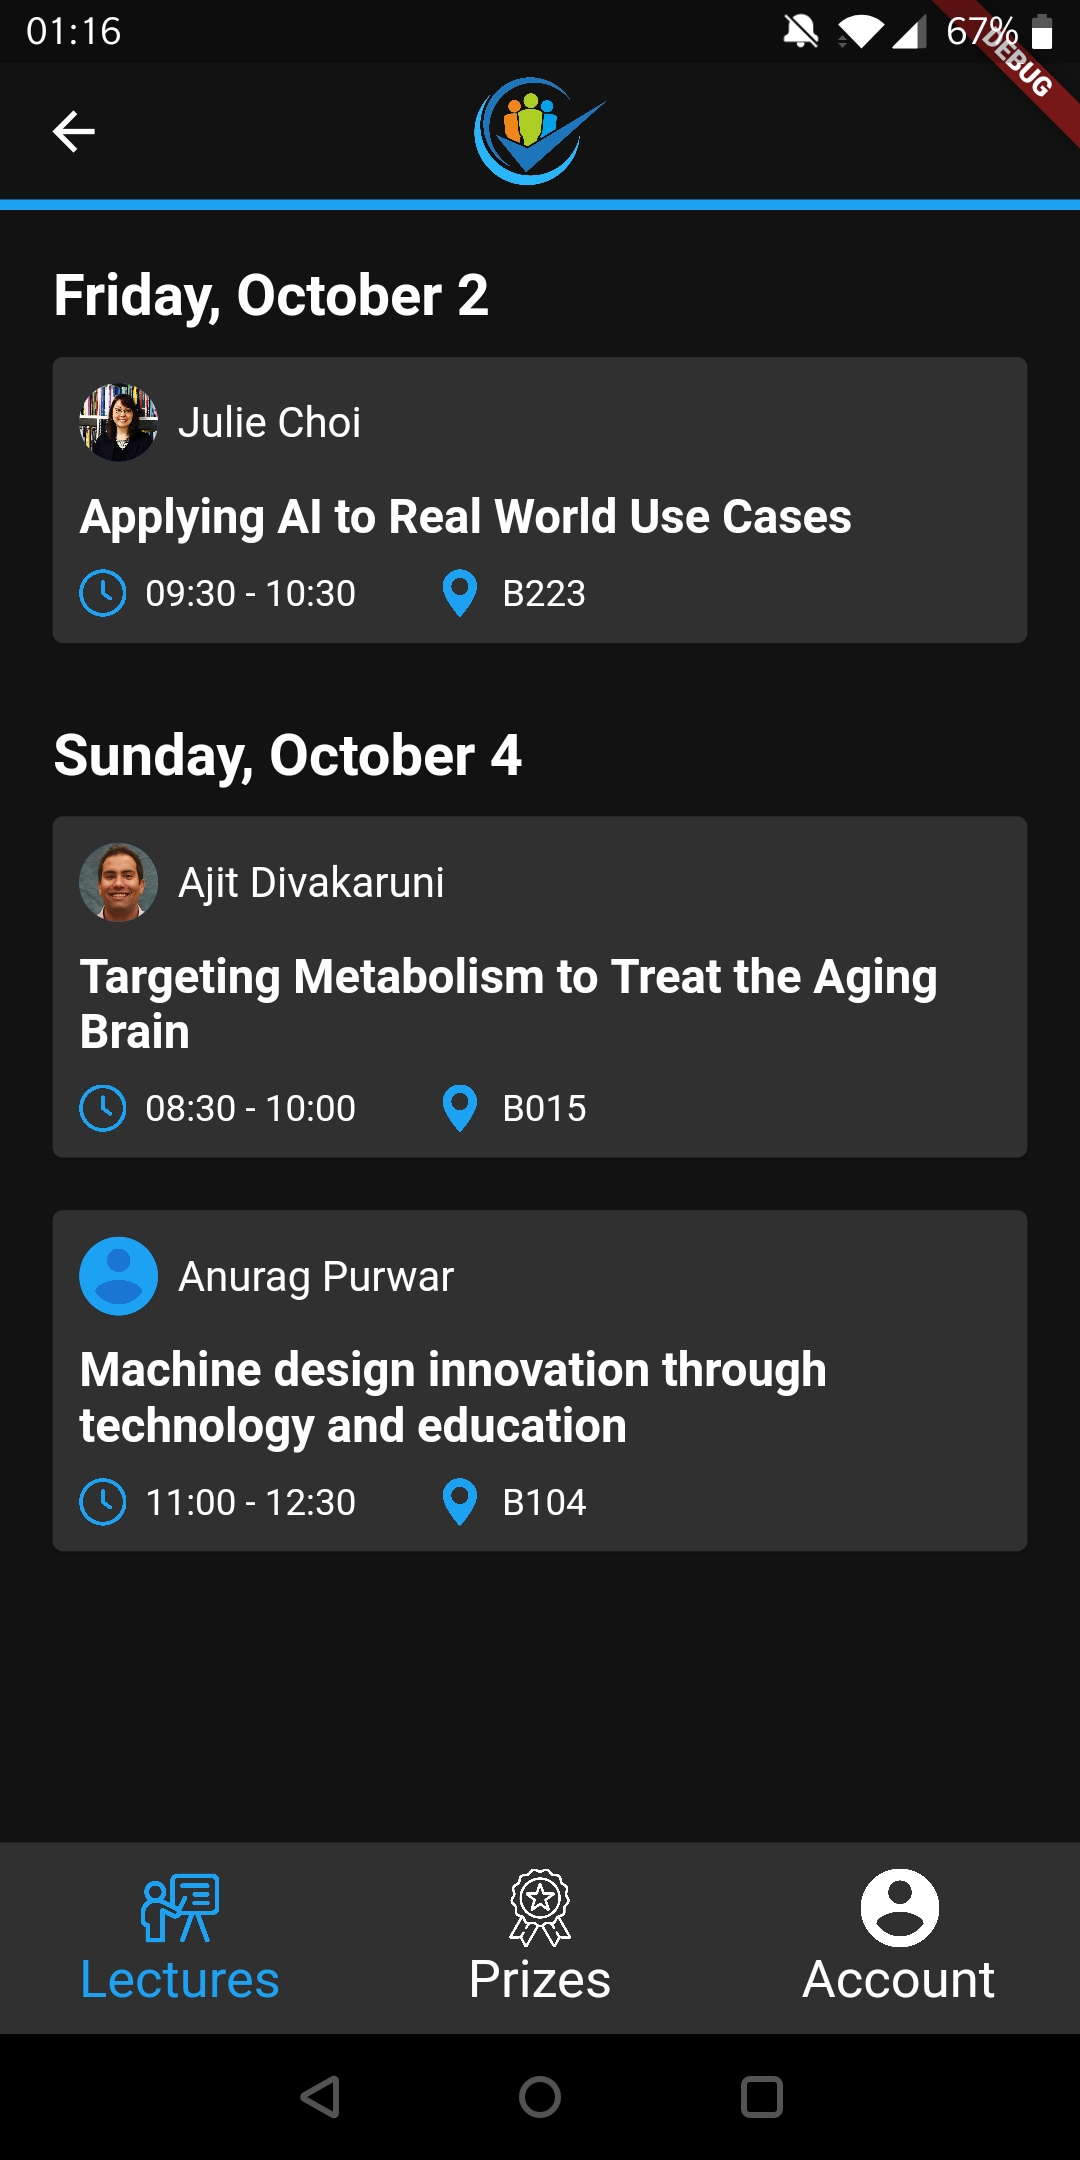 01:16
67%
DEBUG
Friday, October 2
Julie Choi
Applying AI to Real World Use Cases
09:30 - 10:30
B223
Sunday, October 4
Ajit Divakaruni
Targeting Metabolism to Treat the Aging
Brain
08:30 - 10:00
B015
Anurag Purwar
Machine design innovation through
technology and education
11:00 - 12:30
B104
Lectures
Prizes
Account